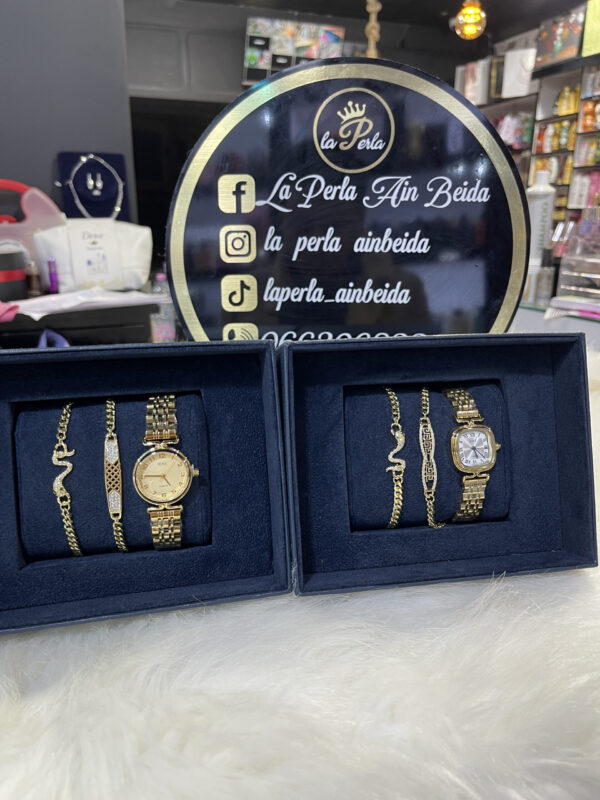 la Perla
La Perla Ain Beida
la perla ainbeida
laperla_ainbeida